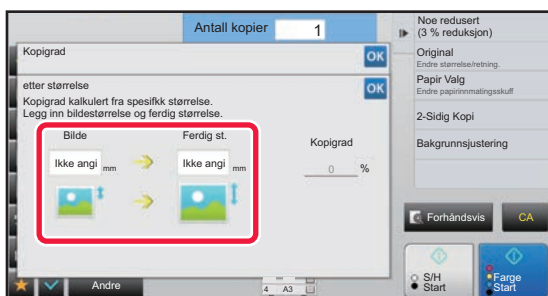 Antall kopier
1
Kopigrad
OK
etter størrelse
OK
Kopigrad kalkulert fra spesifkk størrelse.
Legg inn bildestørrelse og ferdig størrelse.
Bilde
Ferdig st.
Kopigrad
Ikke angi mm
Ikke angi mm
0 %
Andre
4 A3
Noe redusert
(3 % reduksjon)
Original
Endre størrelse/retning.
Papir Valg
Endre papirinnmatingsskuff
2-Sidig Kopi
Bakgrunnsjustering
Forhåndsvis
CA
S/H
Start
Farge
Start